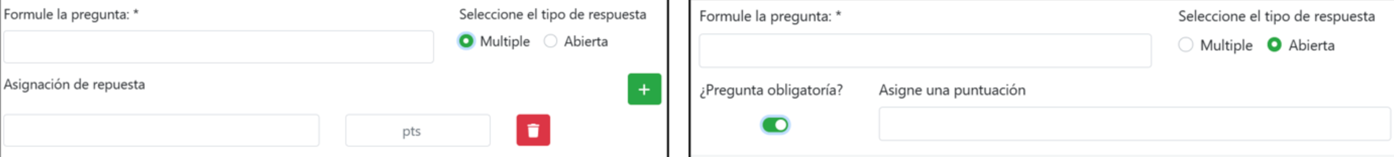 Formule la pregunta: *
Seleccione el tipo de respuesta
Multiple Abierta
Asignación de repuesta
+
pts
Formule la pregunta: *
Seleccione el tipo de respuesta
Multiple Abierta
¿Pregunta obligatoría?
Asigne una puntuación